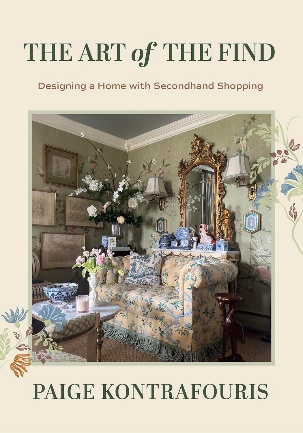 THE ART of THE FIND
Designing a Home with Secondhand Shopping
PAIGE KONTRAFOURIS